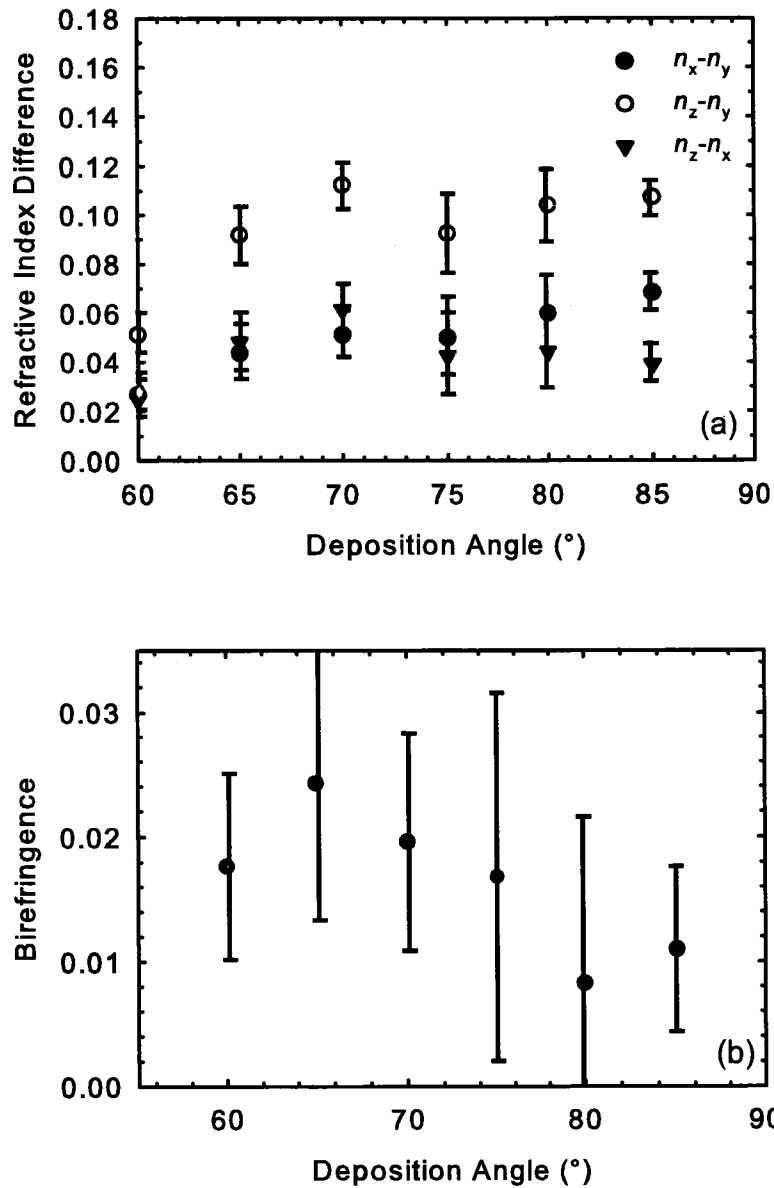 0.18
0.16
0.14
0.12
0.10
0.08
0.06
0.04
0.02
0.00
Refractive Index Difference
nx-ny
nz-ny
nz-nx
(a)
60 65 70 75 80 85 90
Deposition Angle (°)
0.03
0.02
0.01
0.00
Birefringence
(b)
60 70 80 90
Deposition Angle (°)